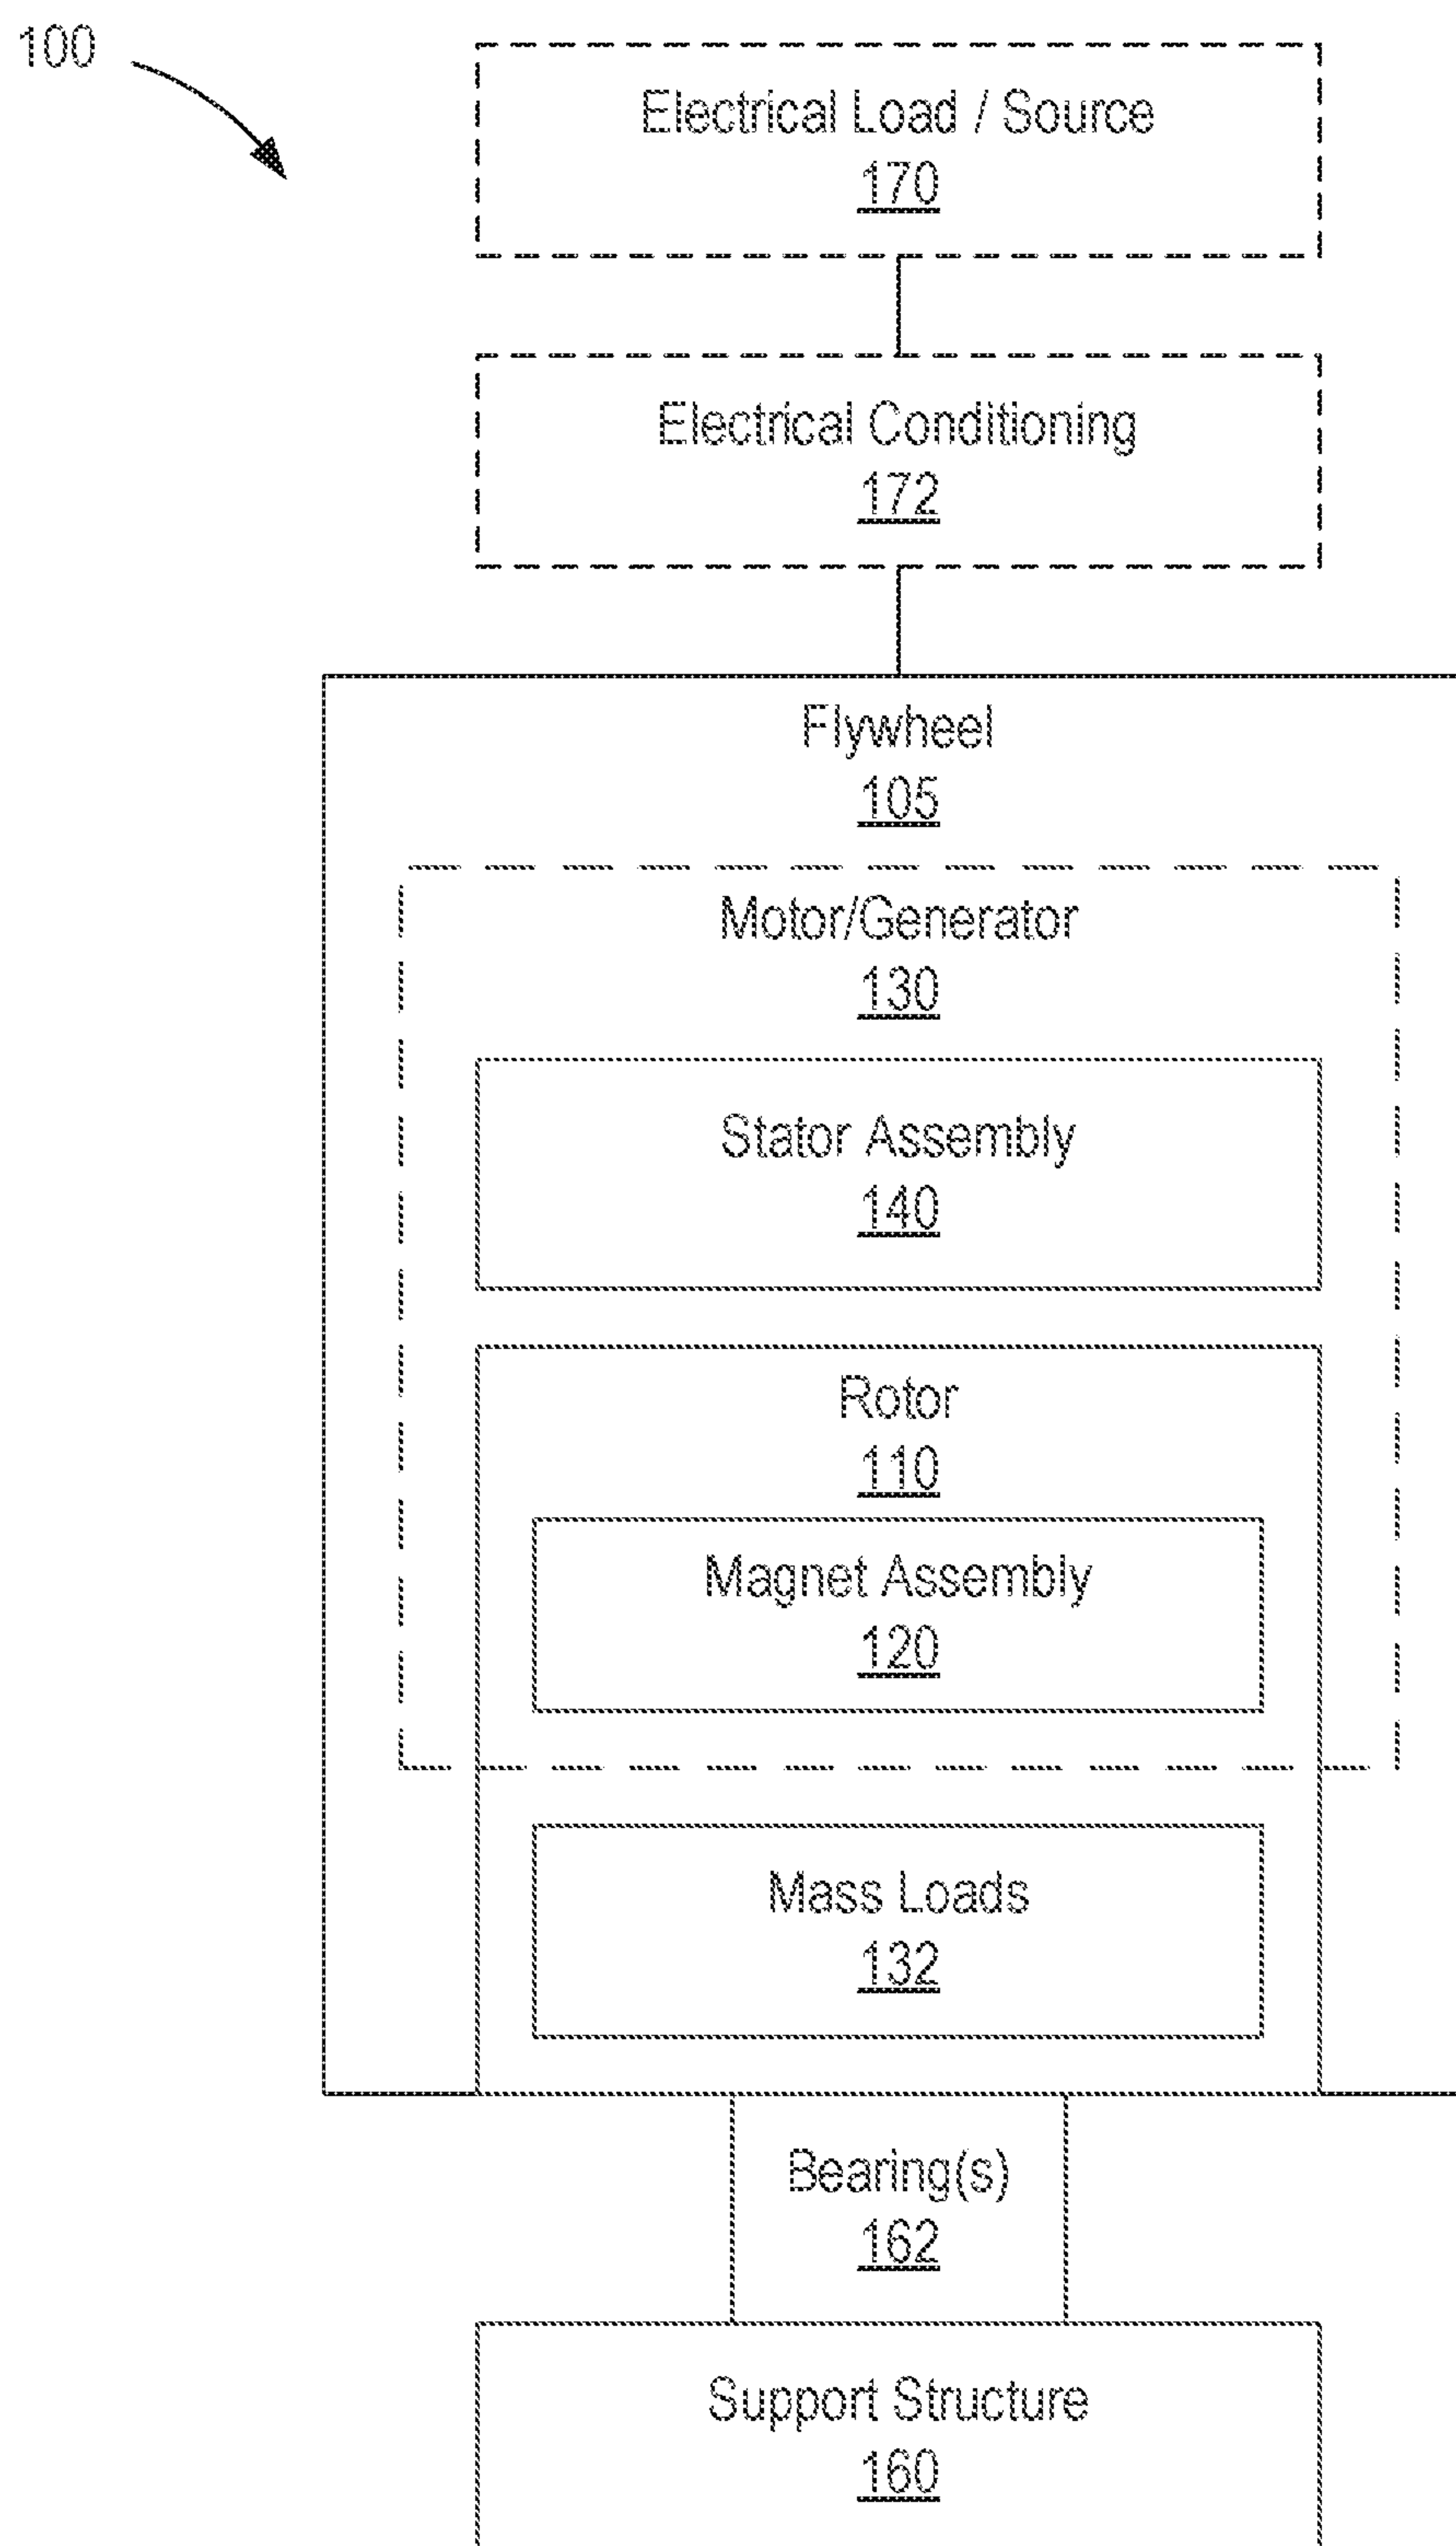 100
Electrical Load / Source
170
Electrical Conditioning
172
Flywheel
105
Motor/Generator
130
Stator Assembly
140
Rotor
110
Magnet Assembly
120
Mass Loads
132
Bearing(s)
162
Support Structure
160